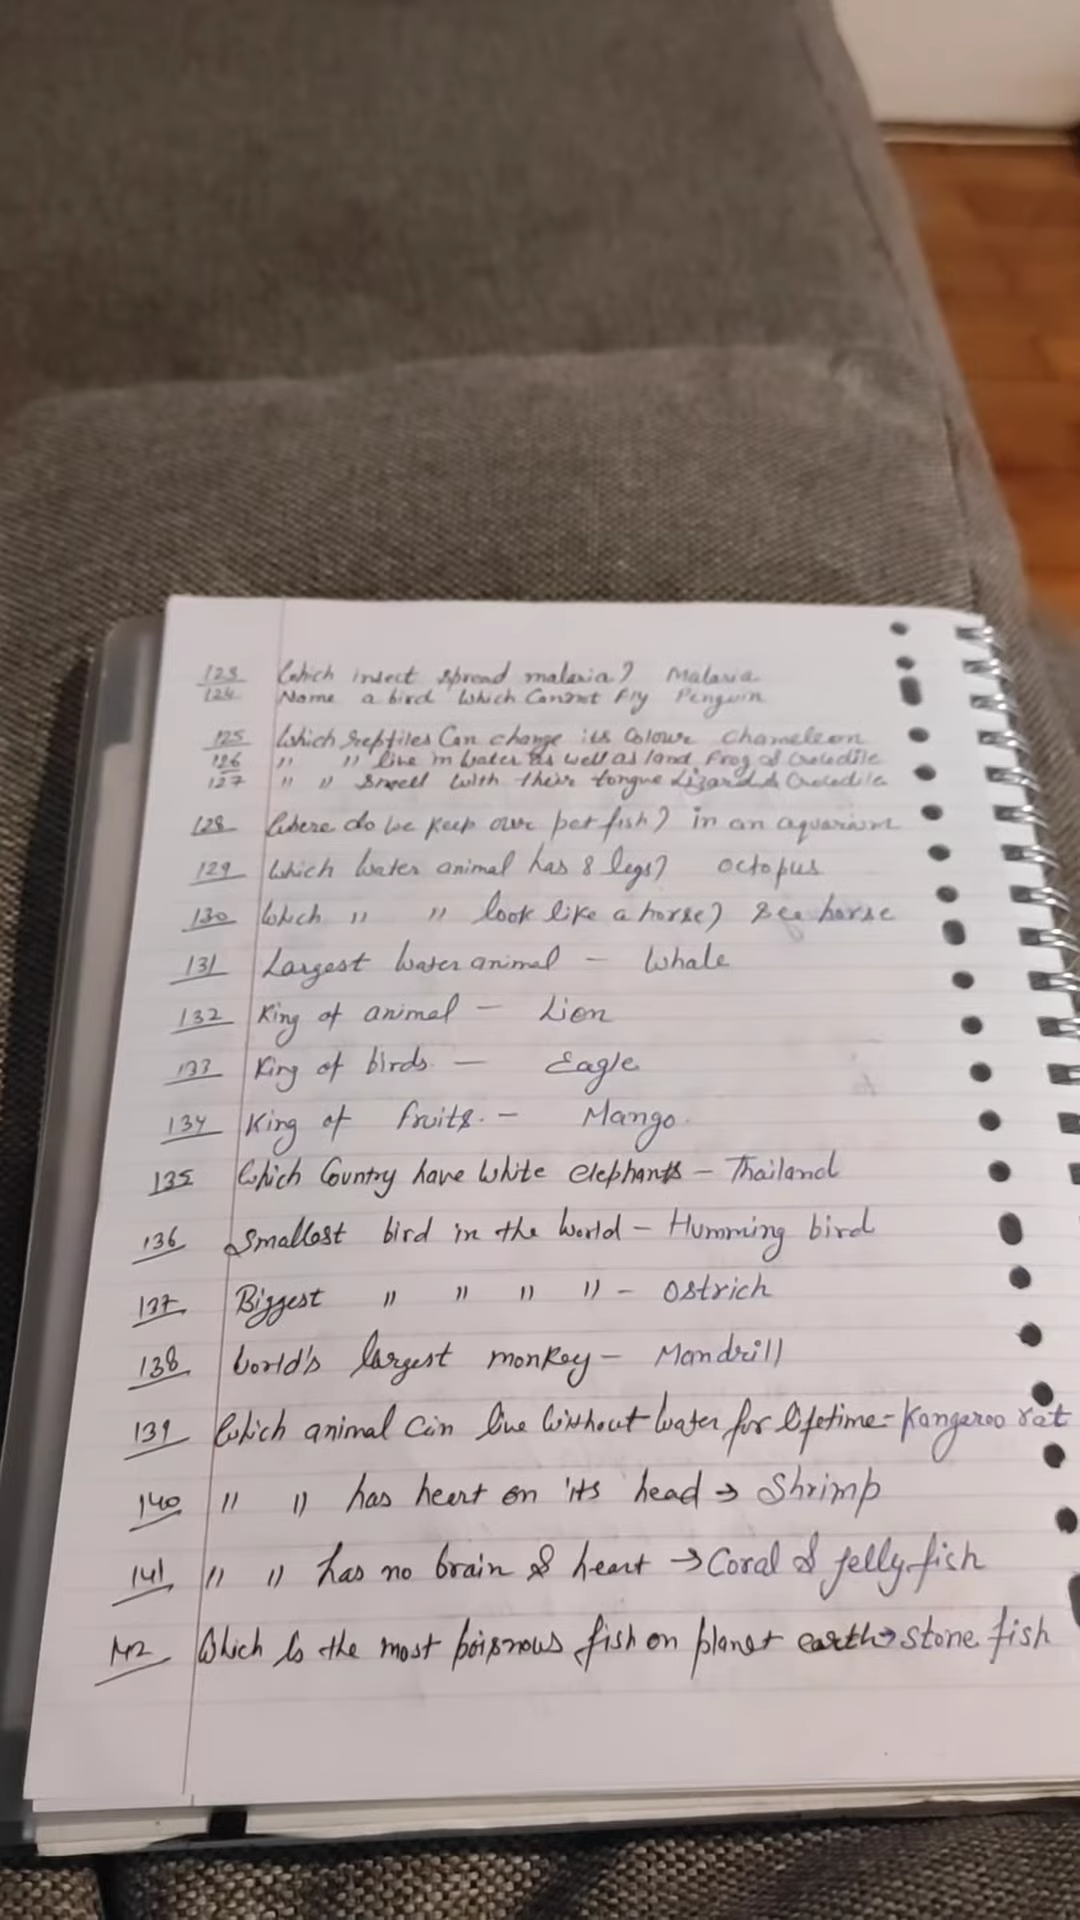 123 Which insect spread malaria? Malaria
124 Name a bird which Cannot Fly Penguin
125 Which reptiles Can change its Colour Chameleon
126 " " live in water as well as land Frog & Crocodile
127 " " Smell with their tongue Lizard & Crocodile
128 Where do we keep our pet fish? in an aquarium
129 Which water animal has 8 legs? octopus
130 Which " " look like a horse? See horse
131 Largest water animal - Whale
132 King of animal - Lion
133 King of birds - Eagle
134 King of fruits. - Mango.
135 Which Country have white elephants - Thailand
136 Smallest bird in the world - Humming bird
137 Biggest " " " " - Ostrich
138 World's largest monkey - Mandrill
139 Which animal can live without water for lifetime = Kangaroo rat
140 " " has heart on its head → Shrimp
141 " " has no brain & heart → Coral & jelly fish
142 Which is the most poisnous fish on planet earth → stone fish